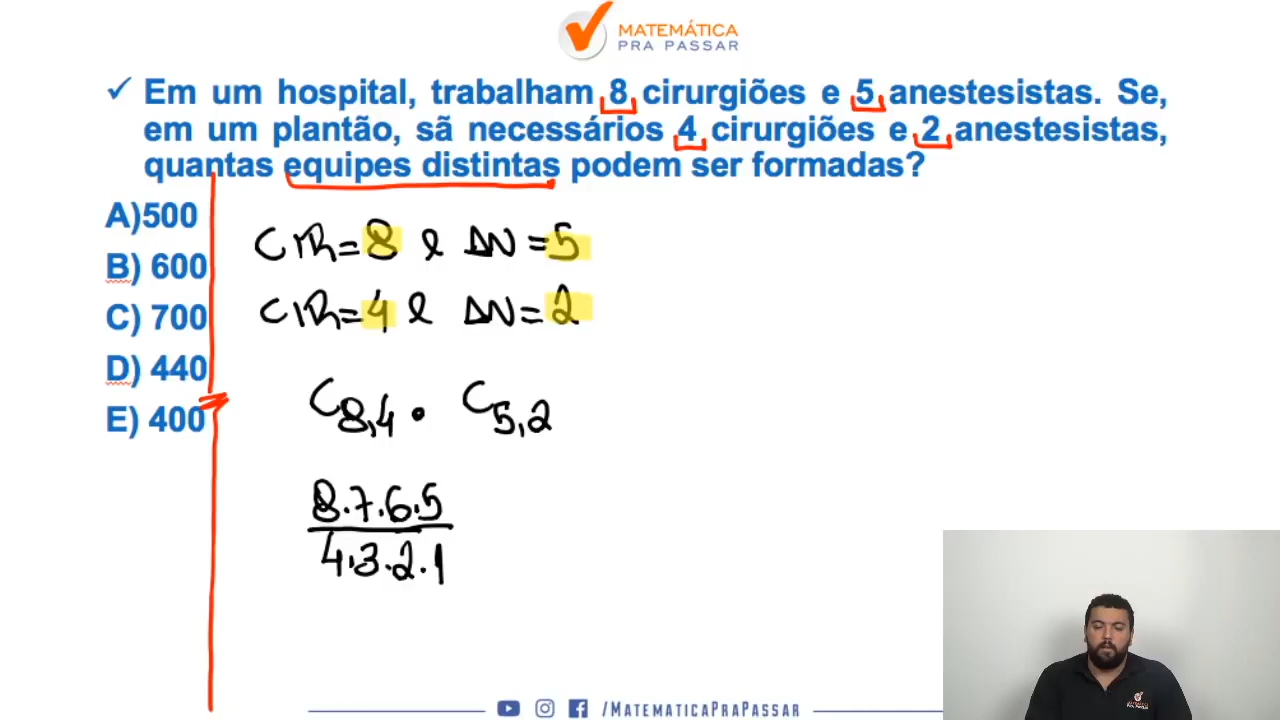 MATEMÁTICA
PRA PASSAR
✓ Em um hospital, trabalham 8 cirurgiões e 5 anestesistas. Se,
em um plantão, sã necessários 4 cirurgiões e 2 anestesistas,
quantas equipes distintas podem ser formadas?
A)500
B) 600
C) 700
D) 440
E) 400
CIR=8 e AN=5
CIR=4 e AN=2
C8,4 • C5,2
8.7.6.5
4.3.2.1
/MATEMATICAPRAPASSAR